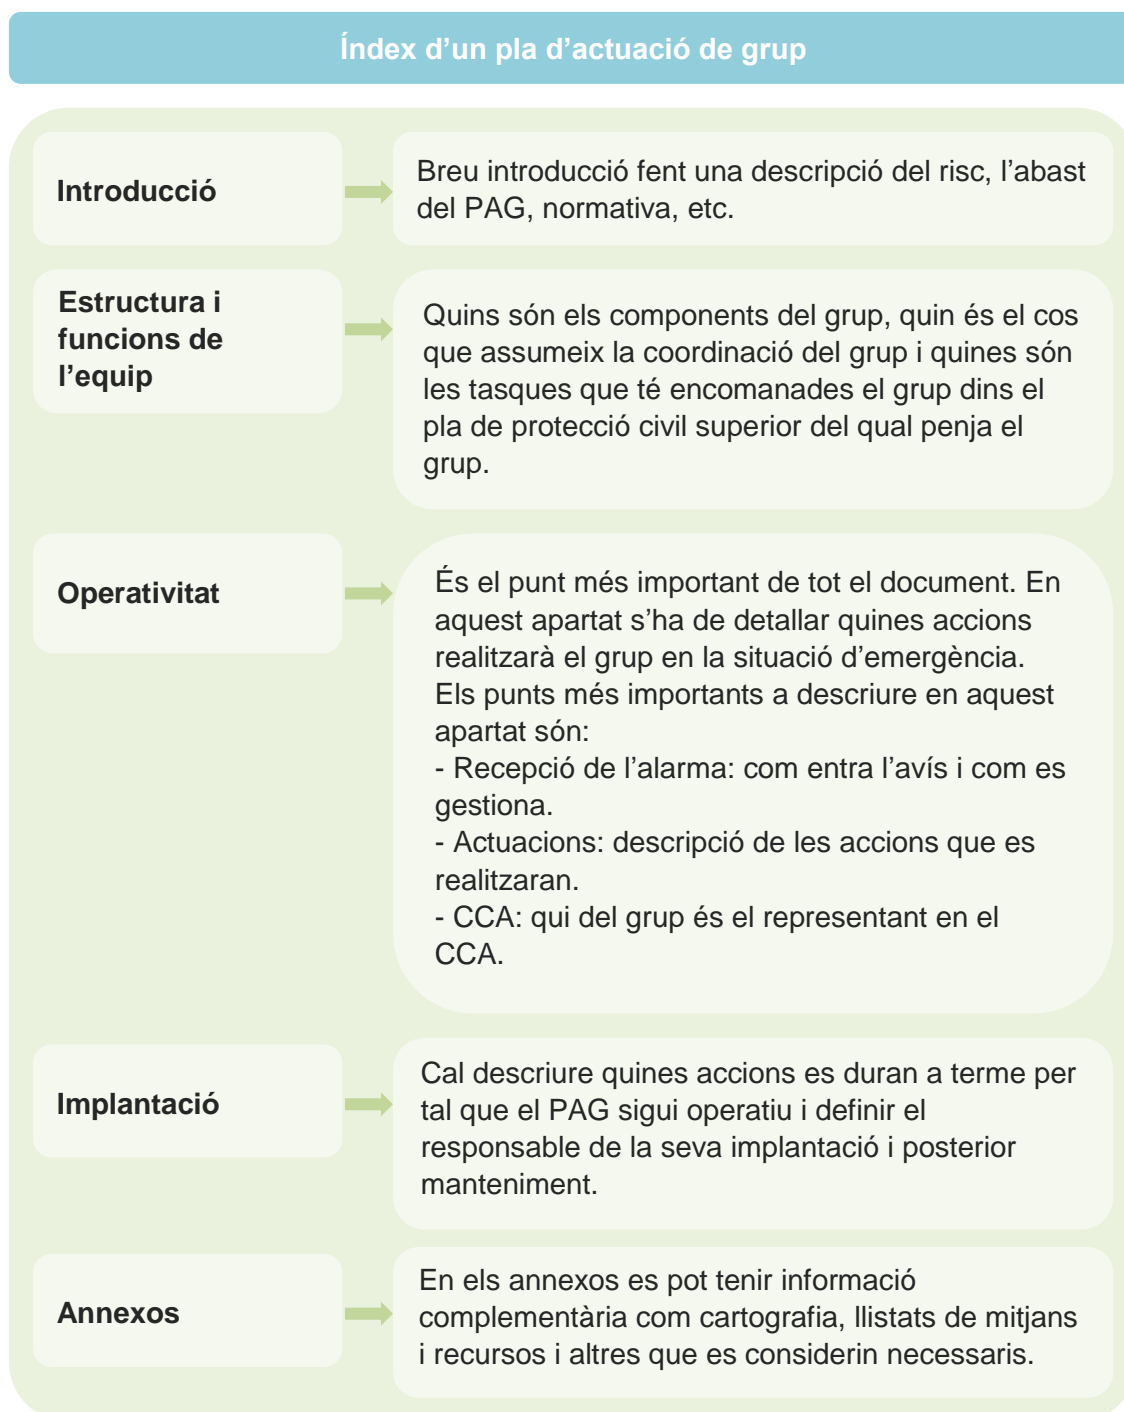 Índex d’un pla d’actuació de grup
Introducció
Breu introducció fent una descripció del risc, l’abast
del PAG, normativa, etc.
Estructura i
funcions de
l’equip
Quins són els components del grup, quin és el cos
que assumeix la coordinació del grup i quines són
les tasques que té encomanades el grup dins el
pla de protecció civil superior del qual penja el
grup.
Operativitat
És el punt més important de tot el document. En
aquest apartat s’ha de detallar quines accions
realitzarà el grup en la situació d’emergència.
Els punts més importants a descriure en aquest
apartat són:
- Recepció de l’alarma: com entra l’avís i com es
gestiona.
- Actuacions: descripció de les accions que es
realitzaran.
- CCA: qui del grup és el representant en el
CCA.
Implantació
Cal descriure quines accions es duran a terme per
tal que el PAG sigui operatiu i definir el
responsable de la seva implantació i posterior
manteniment.
Annexos
En els annexos es pot tenir informació
complementària com cartografia, llistats de mitjans
i recursos i altres que es considerin necessaris.